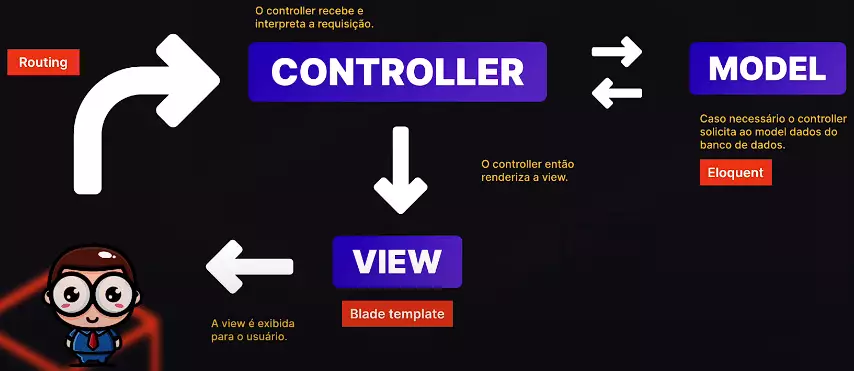 O controller recebe e
interpreta a requisição.
Routing
CONTROLLER
MODEL
Caso necessário o controller
solicita ao model dados do
banco de dados.
Eloquent
O controller então
renderiza a view.
VIEW
Blade template
A view é exibida
para o usuário.